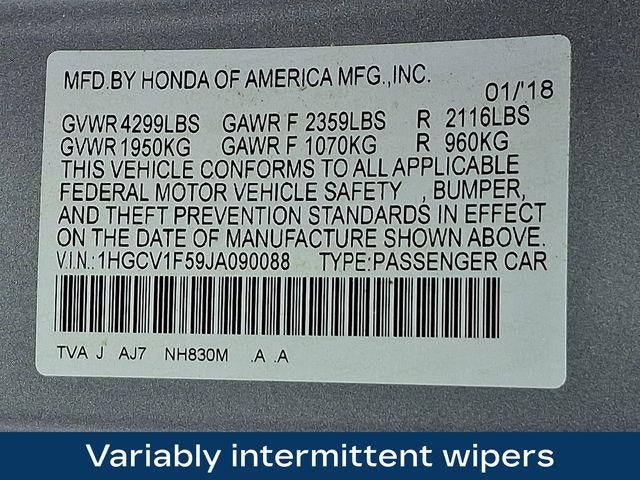 MFD.BY HONDA OF AMERICA MFG.,INC.
01/'18
GVWR 4299LBS GAWR F 2359LBS R 2116LBS
GVWR 1950KG GAWR F 1070KG R 960KG
THIS VEHICLE CONFORMS TO ALL APPLICABLE
FEDERAL MOTOR VEHICLE SAFETY , BUMPER,
AND THEFT PREVENTION STANDARDS IN EFFECT
ON THE DATE OF MANUFACTURE SHOWN ABOVE.
V.I.N.:1HGCV1F59JA090088 TYPE:PASSENGER CAR
TVA J AJ7 NH830M .A .A
Variably intermittent wipers